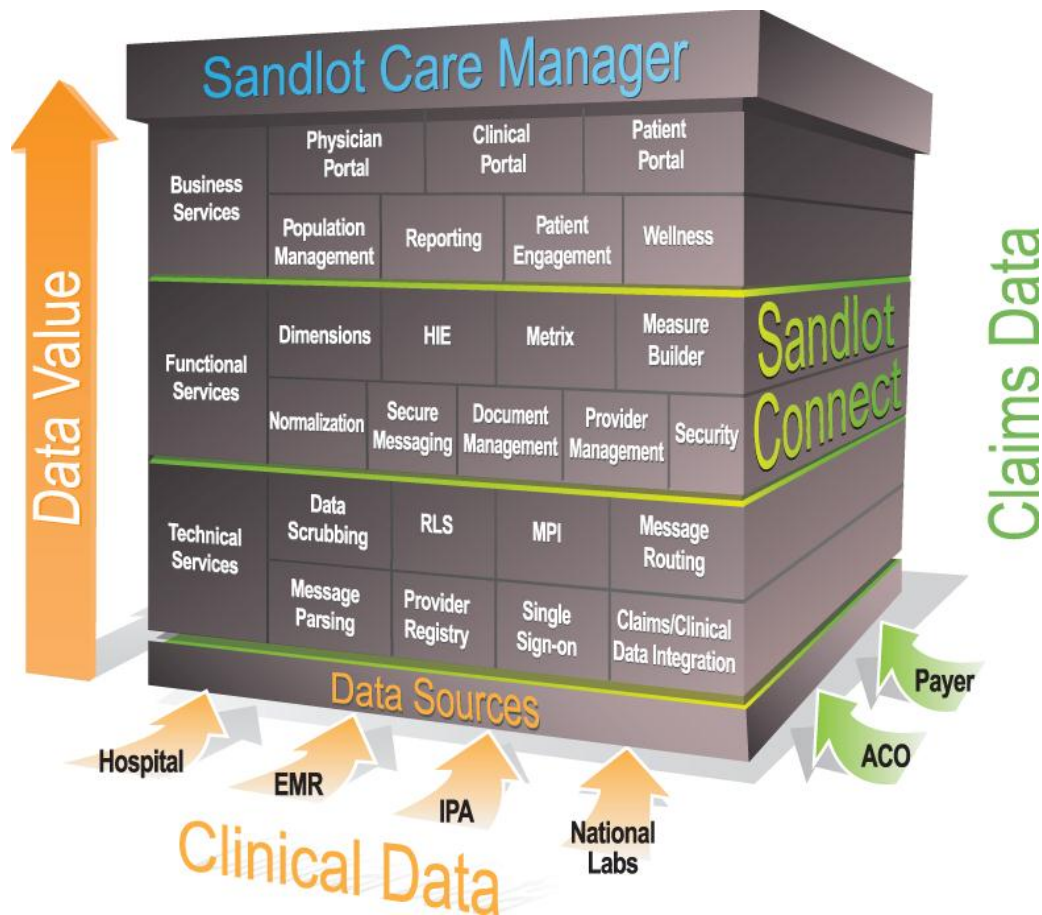 Sandlot Care Manager
Data Value
Business
Services
Physician
Portal
Clinical
Portal
Patient
Portal
Population
Management
Reporting
Patient
Engagement
Wellness
Functional
Services
Dimensions
HIE
Metrix
Measure
Builder
Normalization
Secure
Messaging
Document
Management
Provider
Management
Security
Sandlot
Connect
Claims Data
Technical
Services
Data
Scrubbing
RLS
MPI
Message
Routing
Message
Parsing
Provider
Registry
Single
Sign-on
Claims/Clinical
Data Integration
Data Sources
Hospital
EMR
IPA
National
Labs
ACO
Payer
Clinical Data